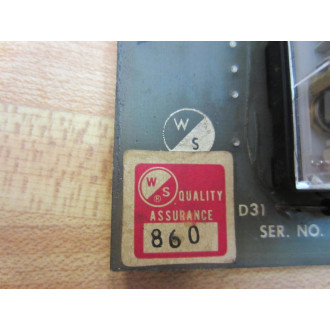 W
S
W
S
® QUALITY
ASSURANCE
860
D31
SER. NO.